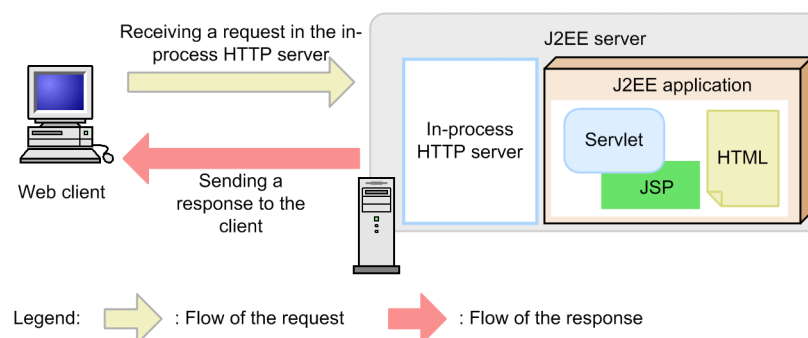 Receiving a request in the in-
process HTTP server
J2EE server
J2EE application
In-process
HTTP server
Servlet
JSP
HTML
Web client
Sending a
response to the
client
Legend:
: Flow of the request
: Flow of the response